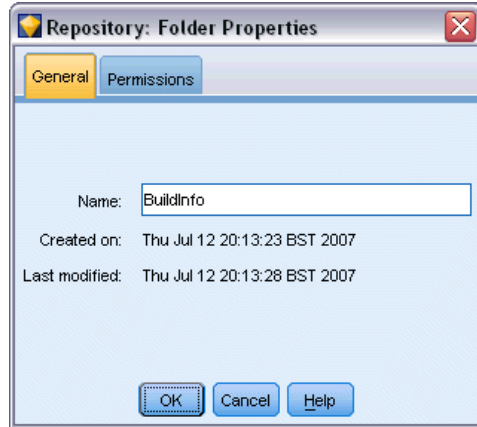 Repository: Folder Properties
General Permissions
Name: BuildInfo
Created on: Thu Jul 12 20:13:23 BST 2007
Last modified: Thu Jul 12 20:13:28 BST 2007
OK Cancel Help